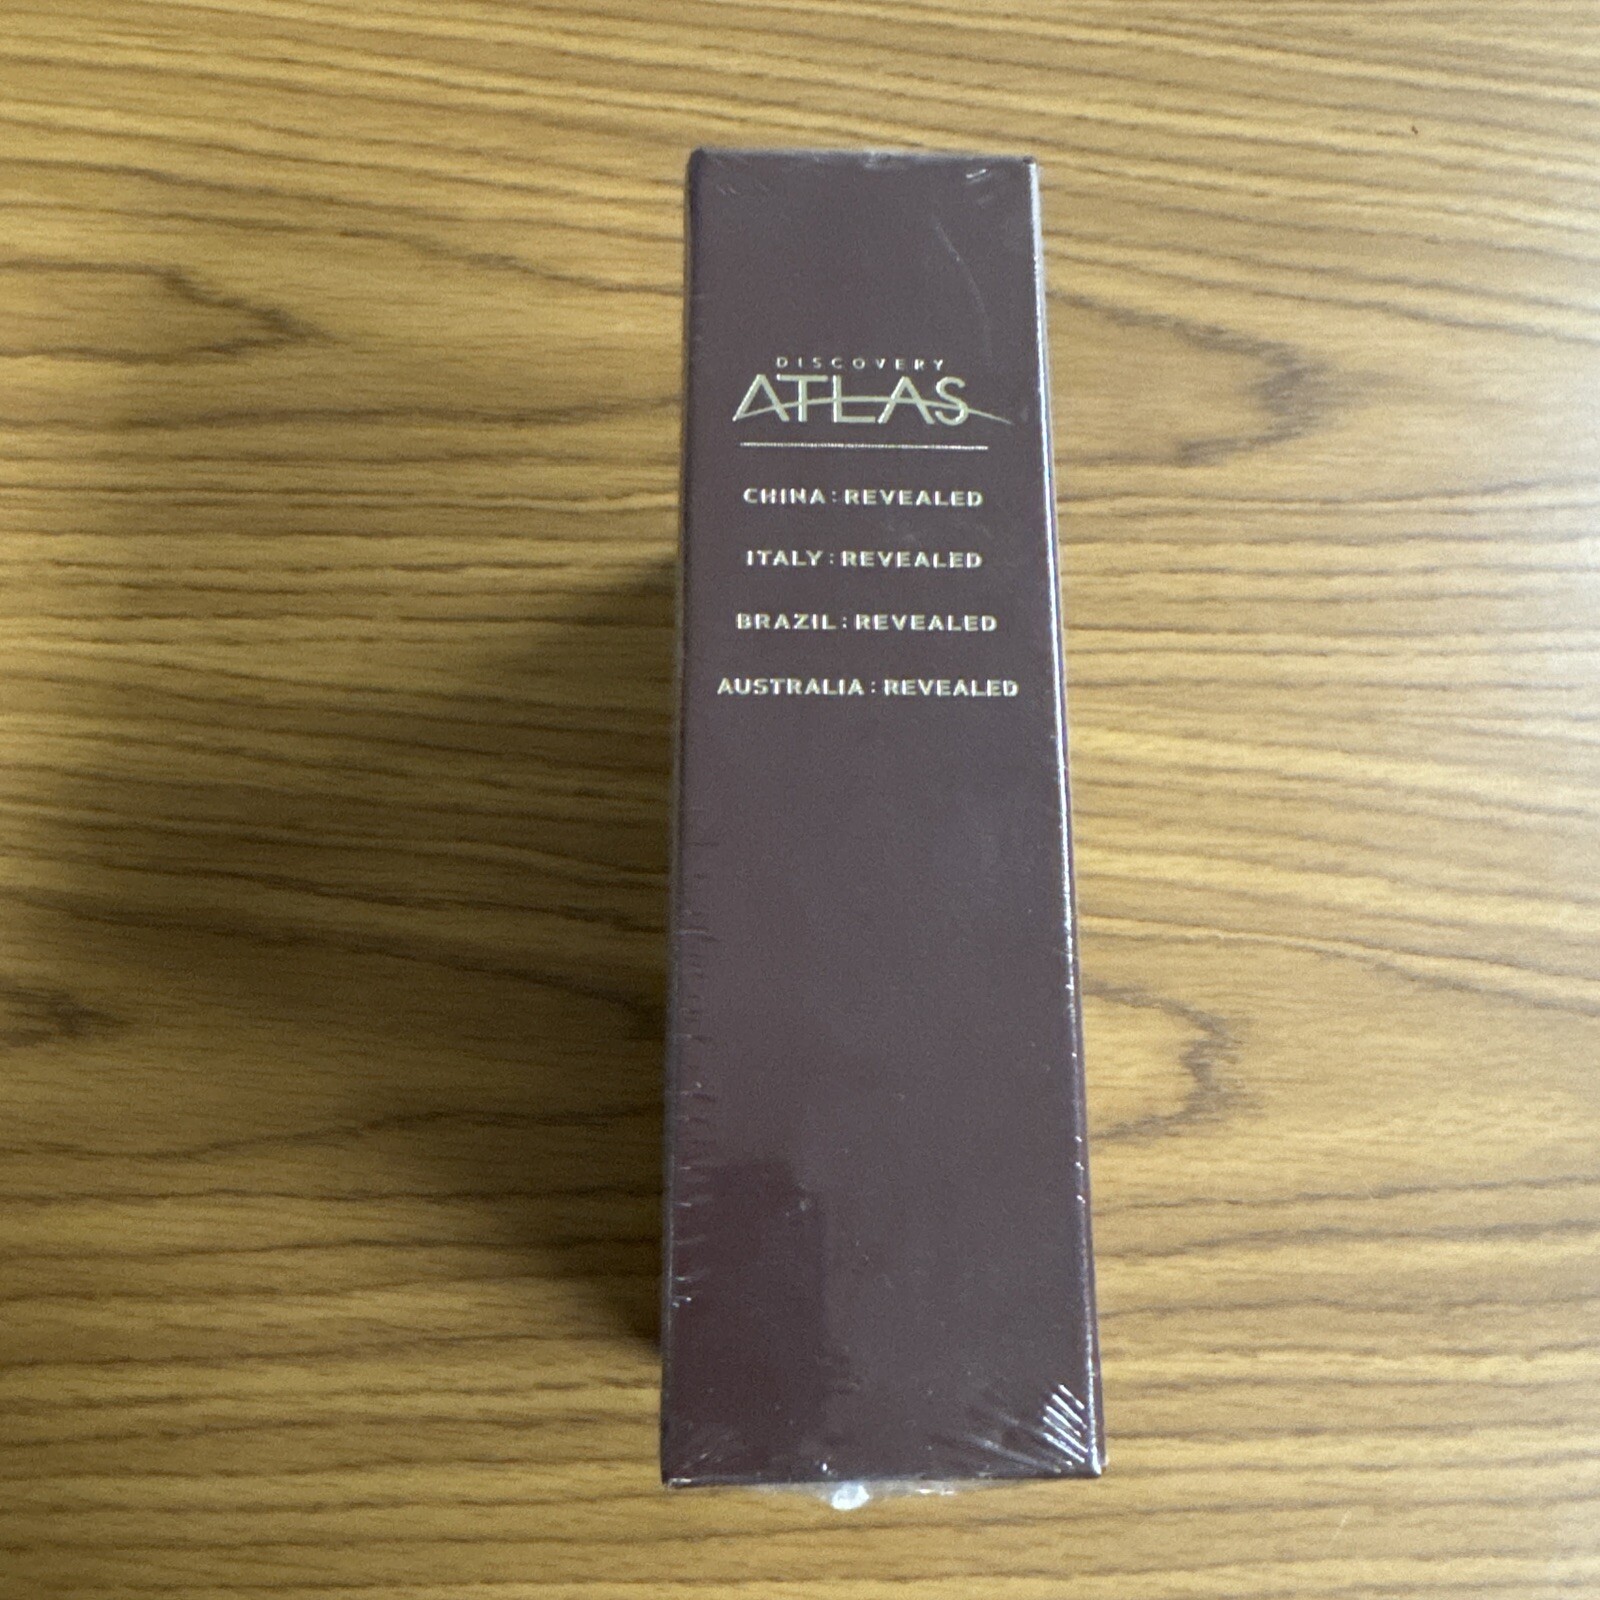 DISCOVERY
ATLAS
CHINA : REVEALED
ITALY : REVEALED
BRAZIL : REVEALED
AUSTRALIA : REVEALED